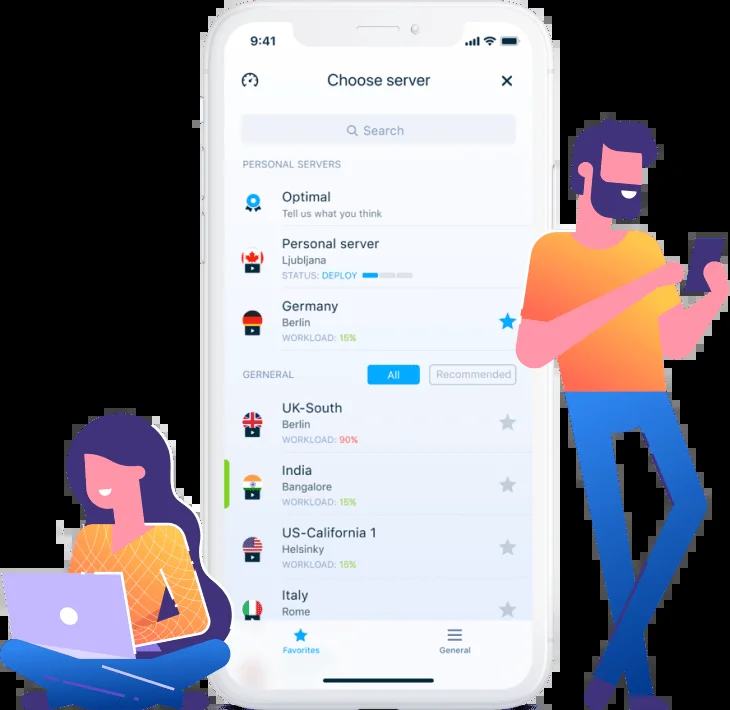 9:41
Choose server
Search
PERSONAL SERVERS
Optimal
Tell us what you think
Personal server
Ljubljana
STATUS: DEPLOY
Germany
Berlin
WORKLOAD: 15%
GERNERAL All Recommended
UK-South
Berlin
WORKLOAD: 90%
India
Bangalore
WORKLOAD: 15%
US-California 1
Helsinky
WORKLOAD: 15%
Italy
Rome
Favorites General